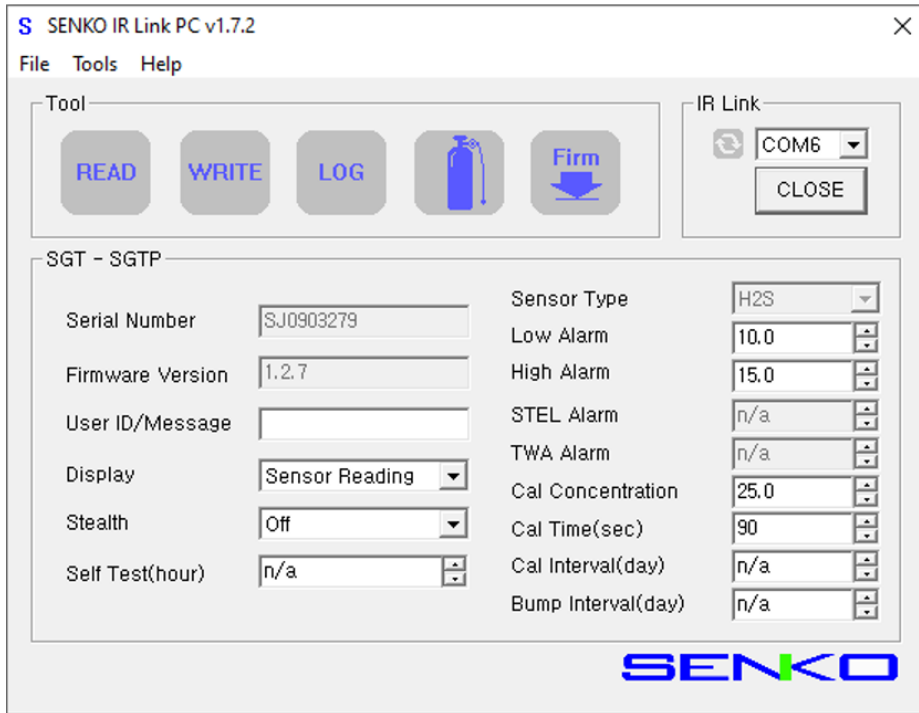 S SENKO IR Link PC v1.7.2
File Tools Help
Tool
READ WRITE LOG Firm
IR Link
COM6
CLOSE
SGT - SGTP
Serial Number SJ0903279
Firmware Version 1.2.7
User ID/Message
Display Sensor Reading
Stealth Off
Self Test(hour) n/a
Sensor Type H2S
Low Alarm 10.0
High Alarm 15.0
STEL Alarm n/a
TWA Alarm n/a
Cal Concentration 25.0
Cal Time(sec) 90
Cal Interval(day) n/a
Bump Interval(day) n/a
SENKO